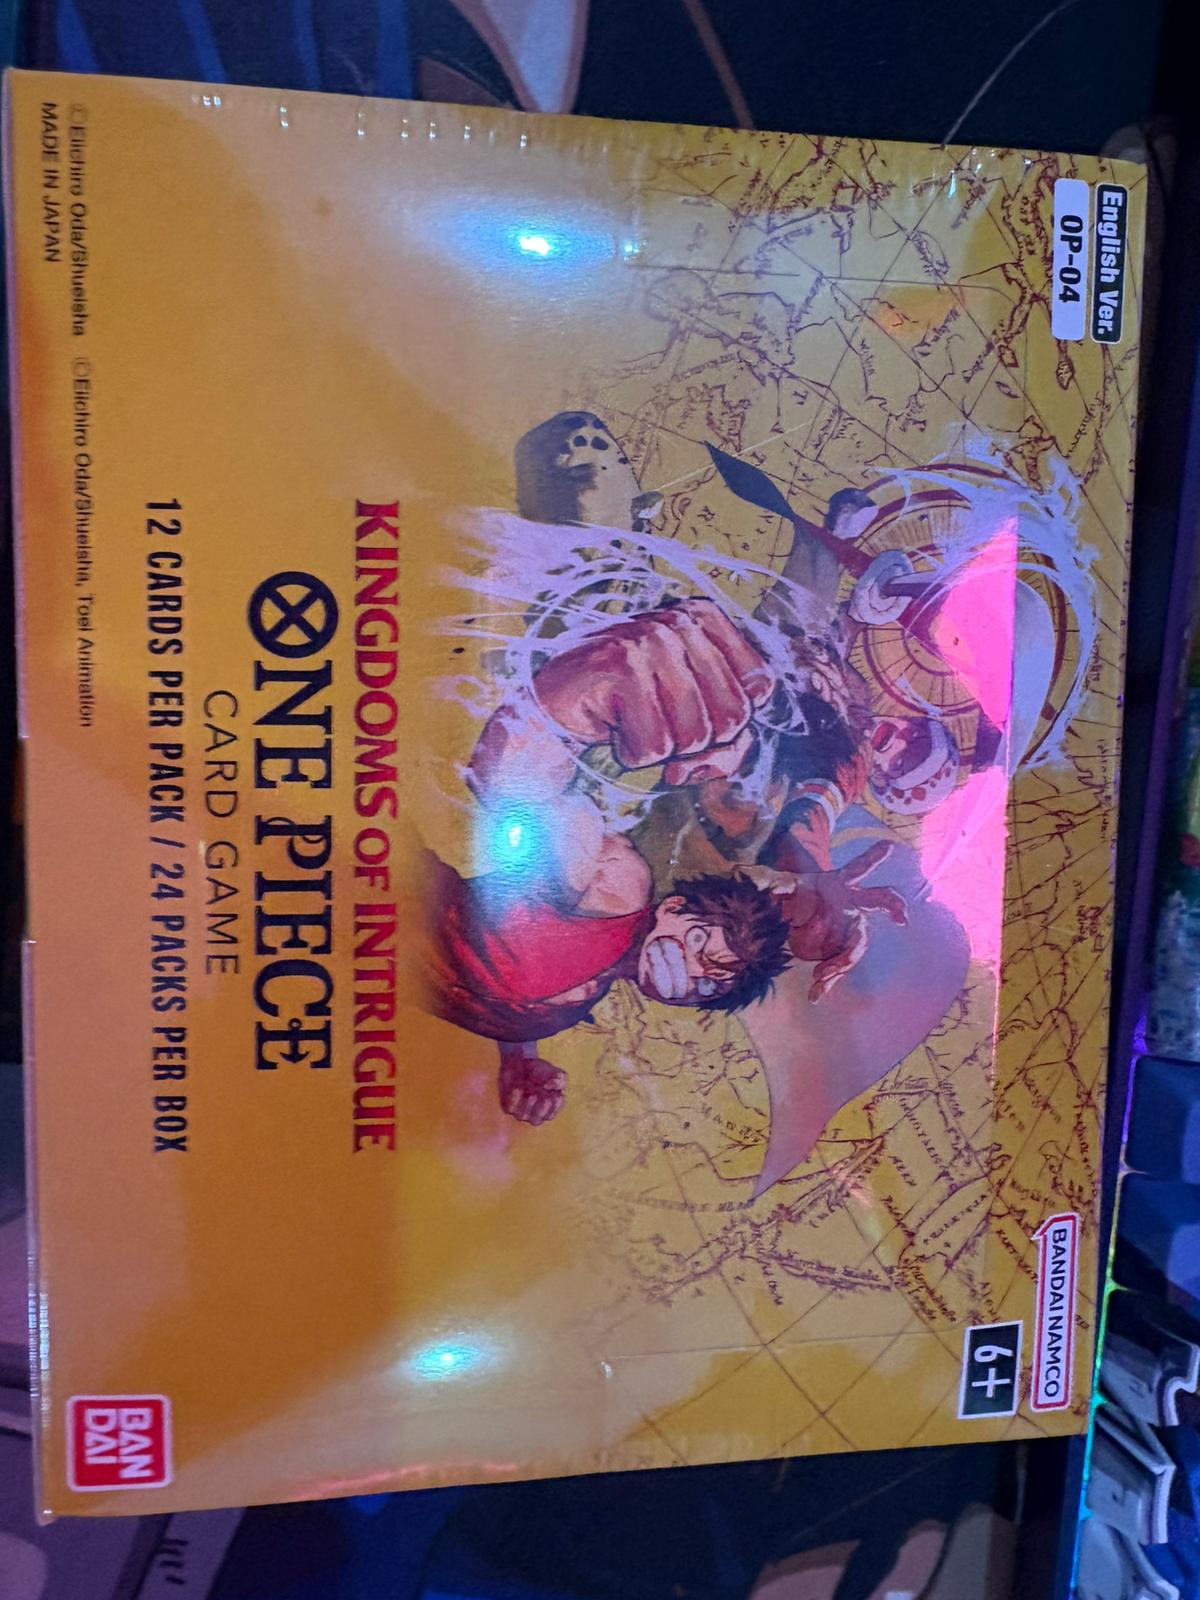 English Ver.
OP-04
BANDAI NAMCO
6+
KINGDOMS OF INTRIGUE
ONE PIECE
CARD GAME
12 CARDS PER PACK / 24 PACKS PER BOX
©Eiichiro Oda/Shueisha ©Eiichiro Oda/Shueisha, Toei Animation
MADE IN JAPAN
BAN
DAI